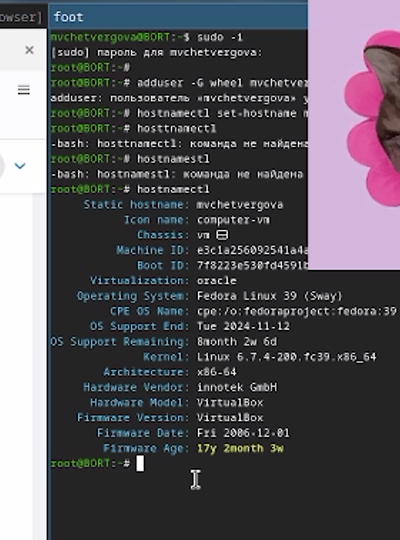 owser]
foot
mvchetvergova@BORT:~$ sudo -i
[sudo] пароль для mvchetvergova:
root@BORT:~#
root@BORT:~# adduser -G wheel mvchetver
adduser: пользователь «mvchetvergova» у
root@BORT:~# hostnamectl set-hostname m
root@BORT:~# hosttnamectl
-bash: hosttnamectl: команда не найдена
root@BORT:~# hostnamestl
-bash: hostnamestl: команда не найдена
root@BORT:~# hostnamectl
Static hostname: mvchetvergova
Icon name: computer-vm
Chassis: vm
Machine ID: e3c1a256092541a4a
Boot ID: 7f8223e530fd4591b
Virtualization: oracle
Operating System: Fedora Linux 39 (Sway)
CPE OS Name: cpe:/o:fedoraproject:fedora:39
OS Support End: Tue 2024-11-12
OS Support Remaining: 8month 2w 6d
Kernel: Linux 6.7.4-200.fc39.x86_64
Architecture: x86-64
Hardware Vendor: innotek GmbH
Hardware Model: VirtualBox
Firmware Version: VirtualBox
Firmware Date: Fri 2006-12-01
Firmware Age: 17y 2month 3w
root@BORT:~#